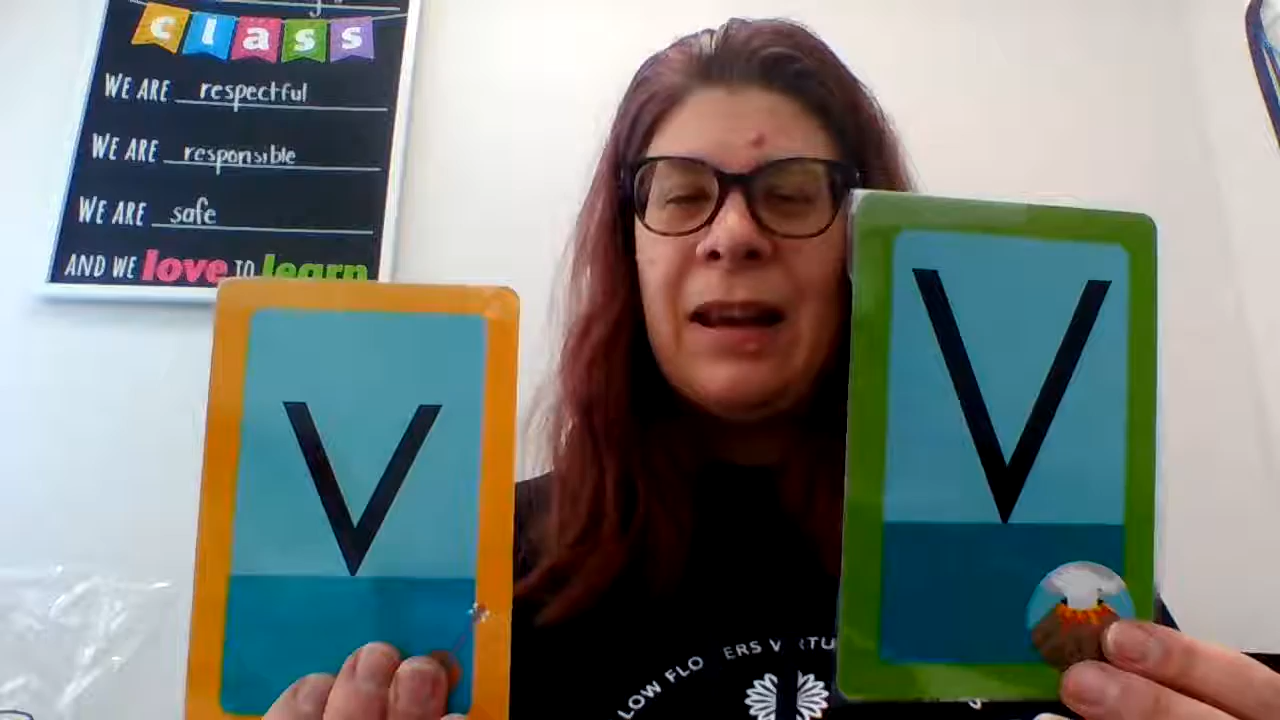 class
WE ARE respectful
WE ARE responsible
WE ARE safe
AND WE love TO learn
v
V